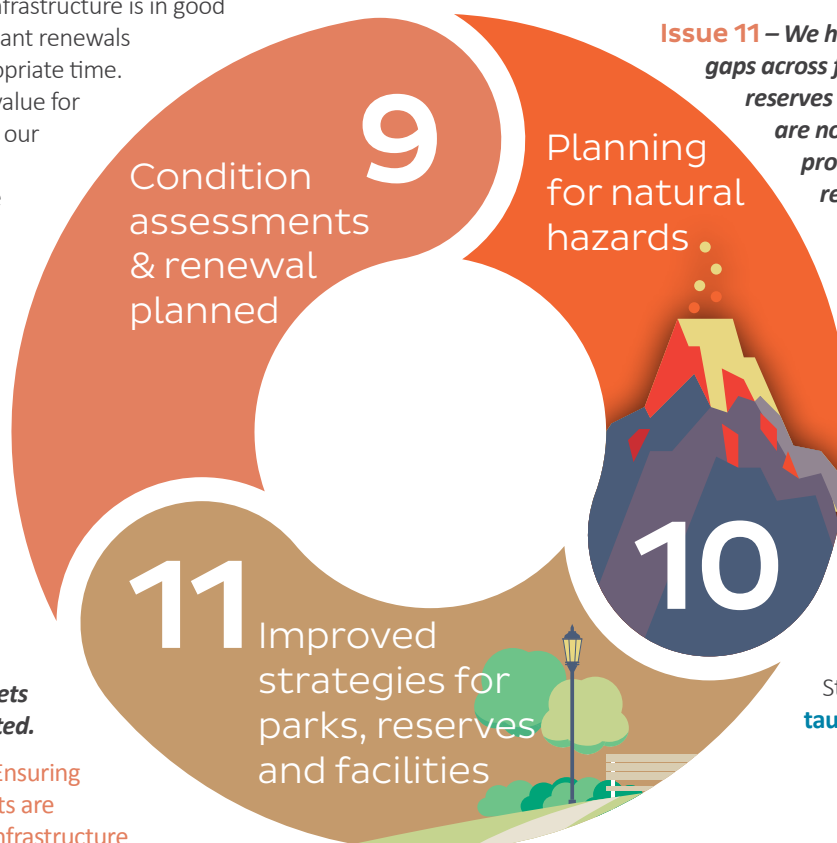 frastructure is in good
ant renewals
opriate time.
value for
our
9
Condition
assessments
& renewal
planned
Planning
for natural
hazards
10
Issue 11 – We h
gaps across f
reserves
are no
pro
re
11
Improved
strategies for
parks, reserves
and facilities
ets
ted.
Ensuring
ts are
nfrastructure
St
tau